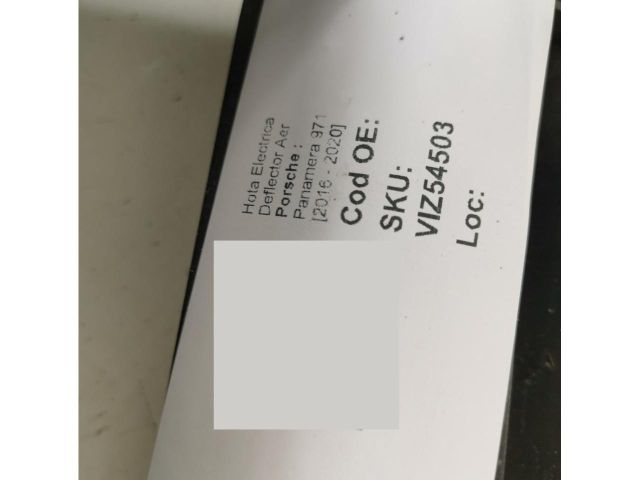 Hota Electrica
Deflector Aer
Porsche :
Panamera 971
[2016 - 2020]
Cod OE:
SKU:
VIZ54503
Loc: